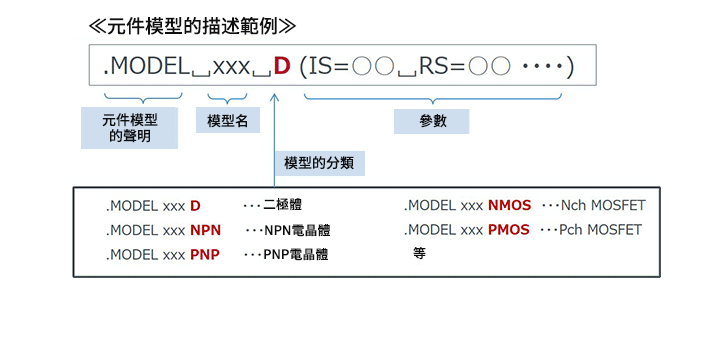 ≪元件模型的描述範例≫
.MODEL␣xxx␣D (IS=○○␣RS=○○ ････)
元件模型
的聲明
模型名
參數
模型的分類
.MODEL xxx D ･･･二極體
.MODEL xxx NPN ･･･NPN電晶體
.MODEL xxx PNP ･･･PNP電晶體
.MODEL xxx NMOS ･･･Nch MOSFET
.MODEL xxx PMOS ･･･Pch MOSFET
等